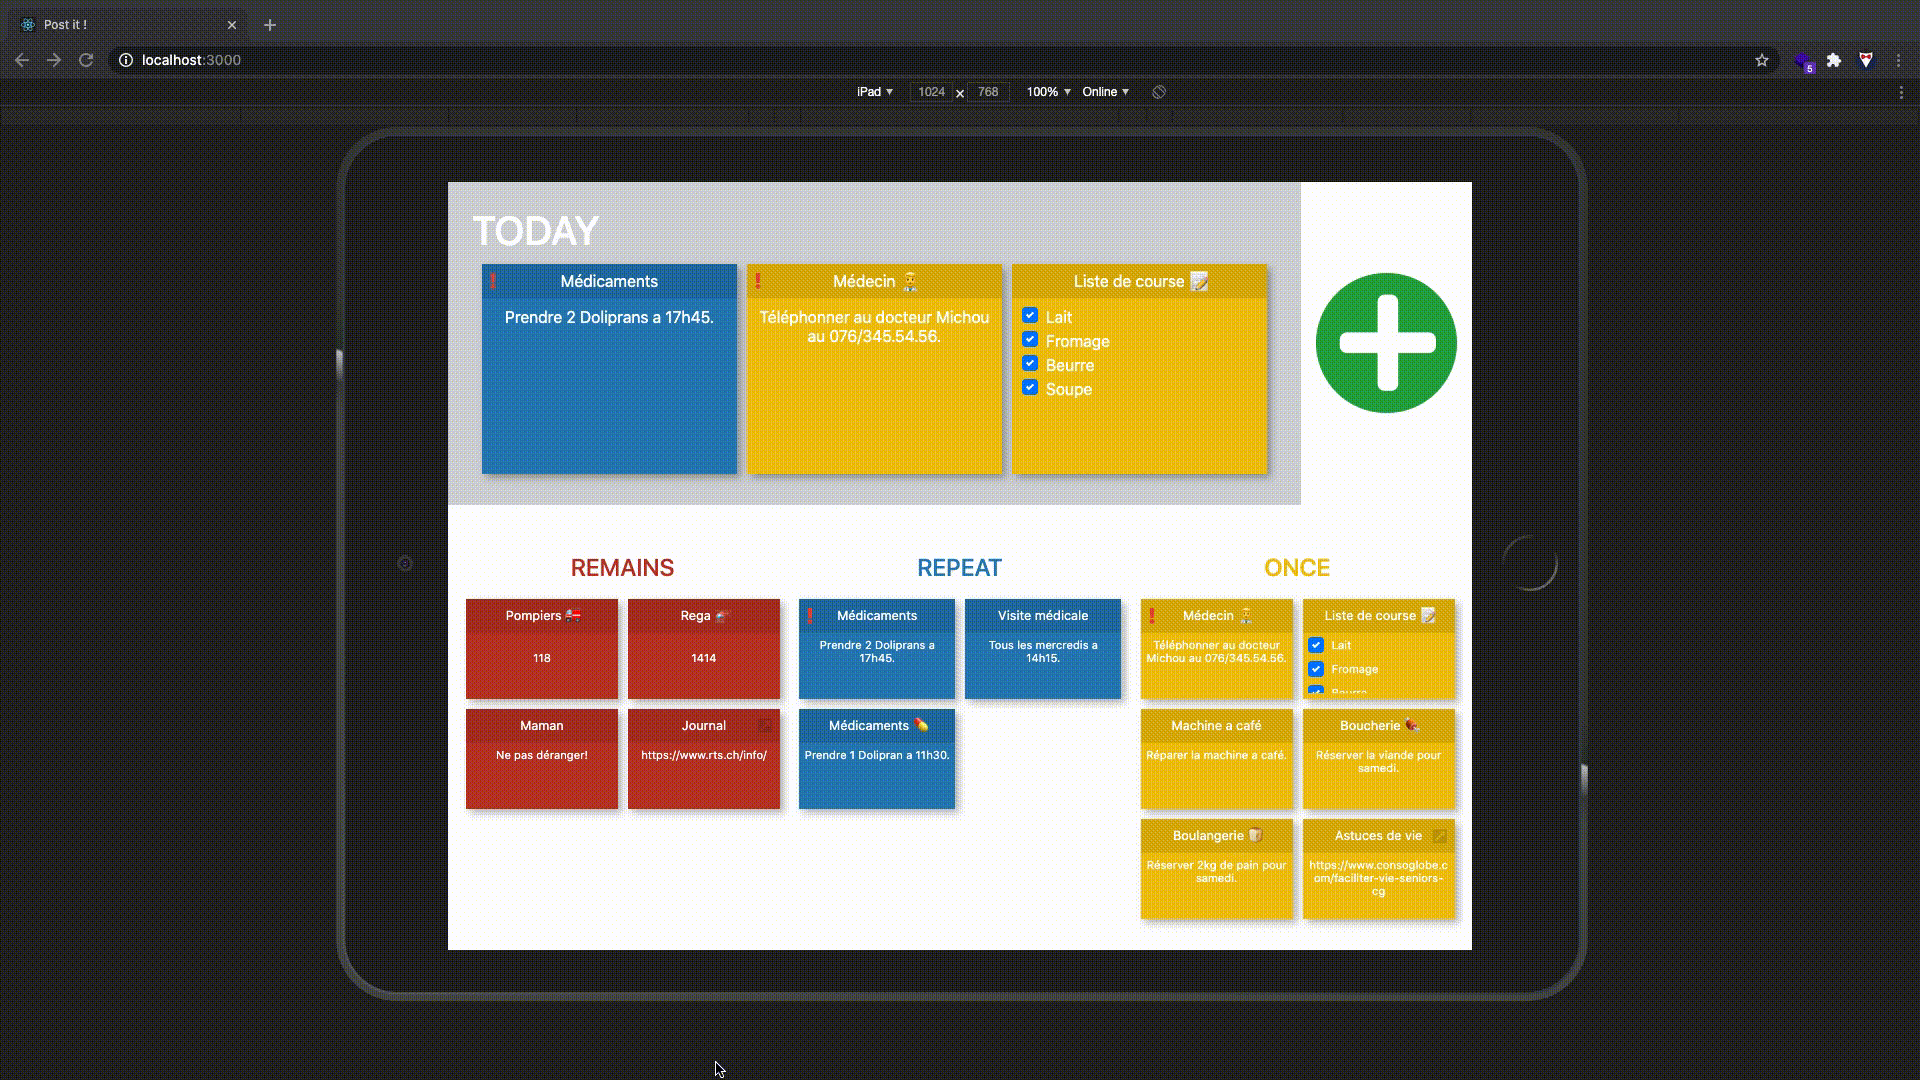 Post it !
localhost:3000
5
iPad 1024 × 768 100% Online
TODAY
Médicaments
Prendre 2 Doliprans a 17h45.
Médecin
Téléphonner au docteur Michou
au 076/345.54.56.
Liste de course
Lait
Fromage
Beurre
Soupe
REMAINS
Pompiers
118
Rega
1414
Maman
Ne pas déranger!
Journal
https://www.rts.ch/info/
REPEAT
Médicaments
Prendre 2 Doliprans a
17h45.
Visite médicale
Tous les mercredis a
14h15.
Médicaments
Prendre 1 Dolipran a 11h30.
ONCE
Médecin
Téléphonner au docteur
Michou au 076/345.54.56.
Liste de course
Lait
Fromage
Beurre
Machine a café
Réparer la machine a café.
Boucherie
Réserver la viande pour
samedi.
Boulangerie
Réserver 2kg de pain pour
samedi.
Astuces de vie
https://www.consoglobe.c
om/faciliter-vie-seniors-
cg